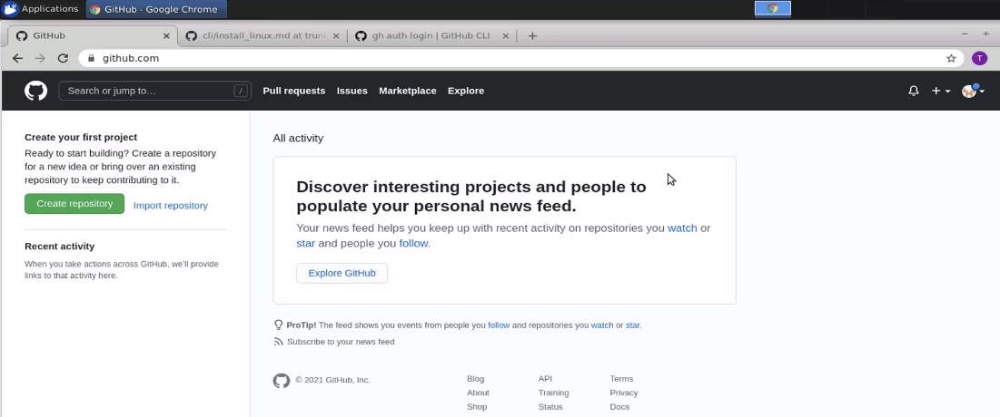 Applications GitHub - Google Chrome
GitHub cli/install_linux.md at trun gh auth login | GitHub CLI
github.com T
Search or jump to… / Pull requests Issues Marketplace Explore
Create your first project
Ready to start building? Create a repository
for a new idea or bring over an existing
repository to keep contributing to it.
Create repository Import repository
Recent activity
When you take actions across GitHub, we'll provide
links to that activity here.
All activity
Discover interesting projects and people to
populate your personal news feed.
Your news feed helps you keep up with recent activity on repositories you watch or
star and people you follow.
Explore GitHub
ProTip! The feed shows you events from people you follow and repositories you watch or star.
Subscribe to your news feed
© 2021 GitHub, Inc.
Blog API Terms
About Training Privacy
Shop Status Docs